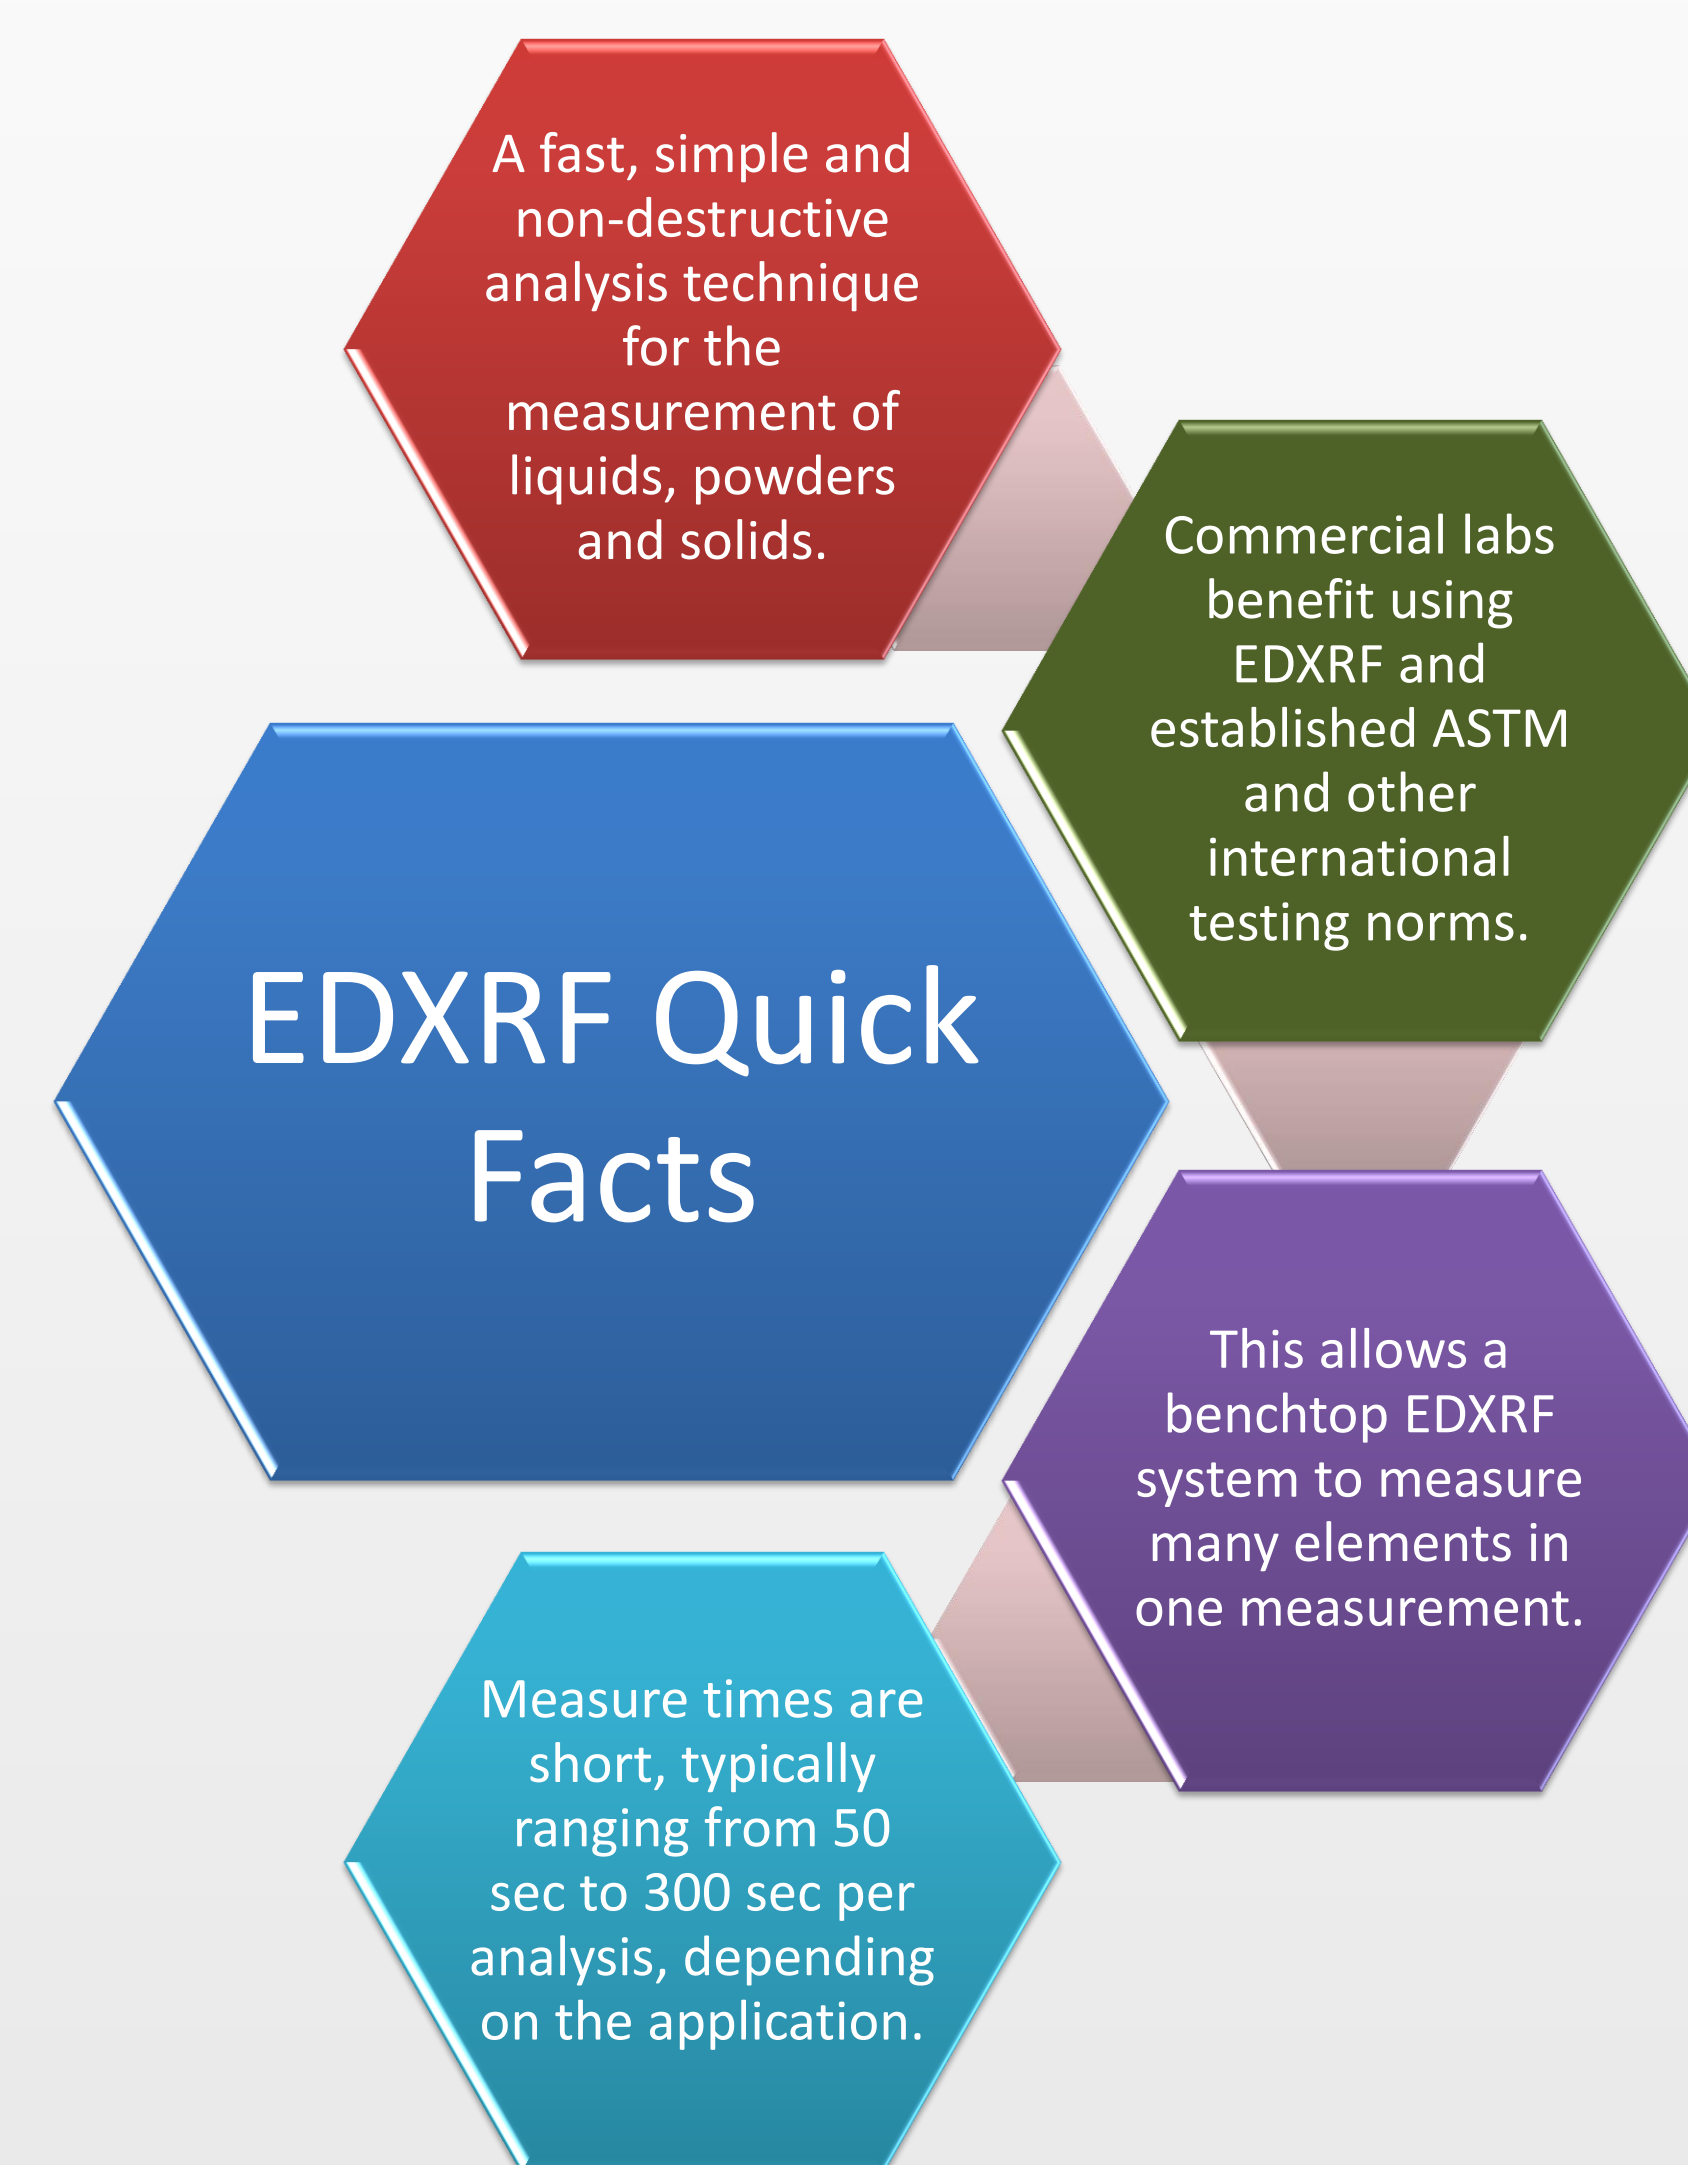 A fast, simple and
non-destructive
analysis technique
for the
measurement of
liquids, powders
and solids.
Commercial labs
benefit using
EDXRF and
established ASTM
and other
international
testing norms.
EDXRF Quick
Facts
This allows a
benchtop EDXRF
system to measure
many elements in
one measurement.
Measure times are
short, typically
ranging from 50
sec to 300 sec per
analysis, depending
on the application.